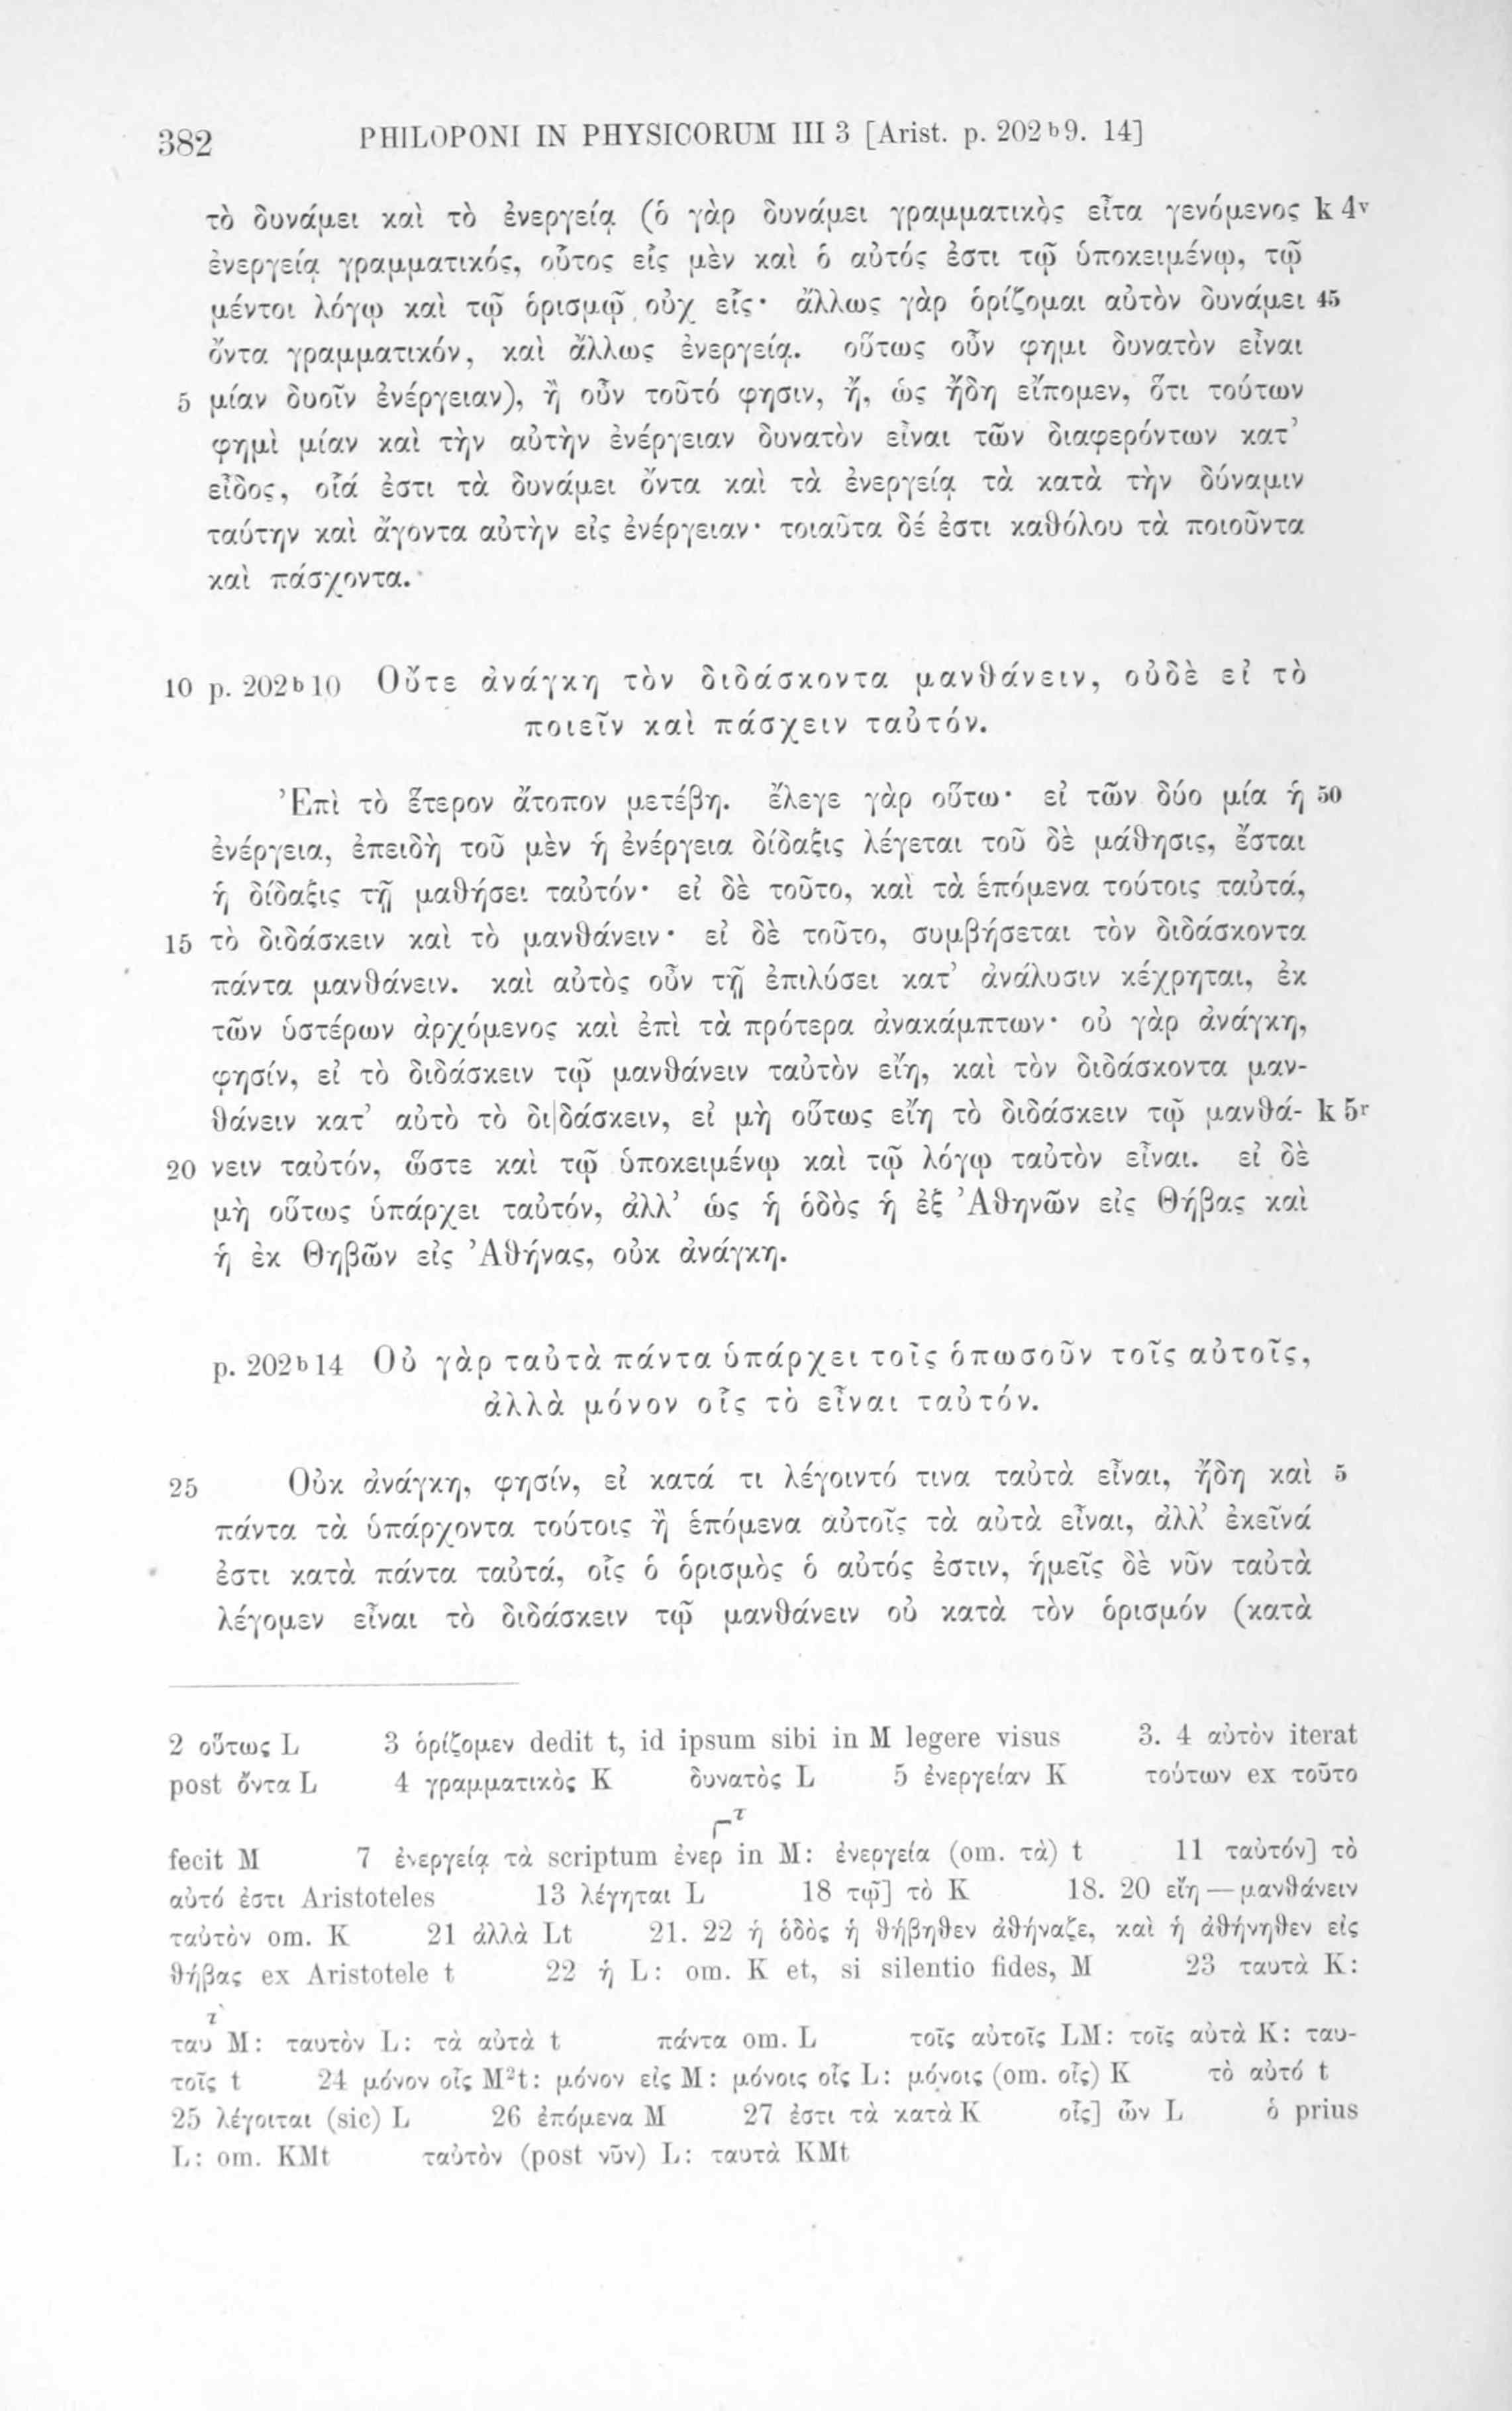 382 PHILOPONI IN PHYSICORUM III 3 [Arist. p. 202ᵇ9. 14]
τὸ δυνάμει καὶ τὸ ἐνεργείᾳ (ὁ γὰρ δυνάμει γραμματικὸς εἶτα γενόμενος k 4ᵛ
ἐνεργείᾳ γραμματικός, οὗτος εἷς μὲν καὶ ὁ αὐτός ἐστι τῷ ὑποκειμένῳ, τῷ
μέντοι λόγῳ καὶ τῷ ὁρισμῷ οὐχ εἷς· ἄλλως γὰρ ὁρίζομαι αὐτὸν δυνάμει 45
ὄντα γραμματικόν, καὶ ἄλλως ἐνεργείᾳ. οὕτως οὖν φημι δυνατὸν εἶναι
5 μίαν δυοῖν ἐνέργειαν), ἢ οὖν τοῦτό φησιν, ἤ, ὡς ἤδη εἴπομεν, ὅτι τούτων
φημὶ μίαν καὶ τὴν αὐτὴν ἐνέργειαν δυνατὸν εἶναι τῶν διαφερόντων κατ’
εἶδος, οἷά ἐστι τὰ δυνάμει ὄντα καὶ τὰ ἐνεργείᾳ τὰ κατὰ τὴν δύναμιν
ταύτην καὶ ἄγοντα αὐτὴν εἰς ἐνέργειαν· τοιαῦτα δέ ἐστι καθόλου τὰ ποιοῦντα
καὶ πάσχοντα.
10 p. 202ᵇ10 Οὔτε ἀνάγκη τὸν διδάσκοντα μανθάνειν, οὐδὲ εἰ τὸ
ποιεῖν καὶ πάσχειν ταὐτόν.
Ἐπὶ τὸ ἕτερον ἄτοπον μετέβη. ἔλεγε γὰρ οὕτω· εἰ τῶν δύο μία ἡ 50
ἐνέργεια, ἐπειδὴ τοῦ μὲν ἡ ἐνέργεια δίδαξις λέγεται τοῦ δὲ μάθησις, ἔσται
ἡ δίδαξις τῇ μαθήσει ταὐτόν· εἰ δὲ τοῦτο, καὶ τὰ ἑπόμενα τούτοις ταὐτά,
15 τὸ διδάσκειν καὶ τὸ μανθάνειν· εἰ δὲ τοῦτο, συμβήσεται τὸν διδάσκοντα
πάντα μανθάνειν. καὶ αὐτὸς οὖν τῇ ἐπιλύσει κατ’ ἀνάλυσιν κέχρηται, ἐκ
τῶν ὑστέρων ἀρχόμενος καὶ ἐπὶ τὰ πρότερα ἀνακάμπτων· οὐ γὰρ ἀνάγκη,
φησίν, εἰ τὸ διδάσκειν τῷ μανθάνειν ταὐτὸν εἴη, καὶ τὸν διδάσκοντα μαν-
θάνειν κατ’ αὐτὸ τὸ δι|δάσκειν, εἰ μὴ οὕτως εἴη τὸ διδάσκειν τῷ μανθά- k 5ʳ
20 νειν ταὐτόν, ὥστε καὶ τῷ ὑποκειμένῳ καὶ τῷ λόγῳ ταὐτὸν εἶναι. εἰ δὲ
μὴ οὕτως ὑπάρχει ταὐτόν, ἀλλ’ ὡς ἡ ὁδὸς ἡ ἐξ Ἀθηνῶν εἰς Θήβας καὶ
ἡ ἐκ Θηβῶν εἰς Ἀθήνας, οὐκ ἀνάγκη.
p. 202ᵇ14 Οὐ γὰρ ταὐτὰ πάντα ὑπάρχει τοῖς ὁπωσοῦν τοῖς αὐτοῖς,
ἀλλὰ μόνον οἷς τὸ εἶναι ταὐτόν.
25 Οὐκ ἀνάγκη, φησίν, εἰ κατά τι λέγοιντό τινα ταὐτὰ εἶναι, ἤδη καὶ 5
πάντα τὰ ὑπάρχοντα τούτοις ἢ ἑπόμενα αὐτοῖς τὰ αὐτὰ εἶναι, ἀλλ’ ἐκεῖνά
ἐστι κατὰ πάντα ταὐτά, οἷς ὁ ὁρισμὸς ὁ αὐτός ἐστιν, ἡμεῖς δὲ νῦν ταὐτὰ
λέγομεν εἶναι τὸ διδάσκειν τῷ μανθάνειν οὐ κατὰ τὸν ὁρισμόν (κατὰ
2 οὕτως L 3 ὁρίζομεν dedit t, id ipsum sibi in M legere visus 3. 4 αὐτὸν iterat
post ὄντα L 4 γραμματικὸς K δυνατὸς L 5 ἐνεργείαν K τούτων ex τοῦτο
fecit M 7 ἐνεργείᾳ τὰ scriptum ἐνερ in M: ἐνεργεία (om. τὰ) t 11 ταὐτόν] τὸ
αὐτό ἐστι Aristoteles 13 λέγηται L 18 τῷ] τὸ K 18. 20 εἴη — μανθάνειν
ταὐτὸν om. K 21 ἀλλὰ Lt 21. 22 ἡ ὁδὸς ἡ θήβηθεν ἀθήναζε, καὶ ἡ ἀθήνηθεν εἰς
θήβας ex Aristotele t 22 ἡ L: om. K et, si silentio fides, M 23 ταυτὰ K:
ταυ M: ταυτὸν L: τὰ αὐτὰ t πάντα om. L τοῖς αὐτοῖς LM: τοῖς αὐτὰ K: ταυ-
τοῖς t 24 μόνον οἷς M²t: μόνον εἰς M: μόνοις οἷς L: μόνοις (om. οἷς) K τὸ αὐτό t
25 λέγοιται (sic) L 26 ἐπόμενα M 27 ἐστι τὰ κατὰ K οἷς] ὧν L ὁ prius
L: om. KMt ταὐτὸν (post νῦν) L: ταυτὰ KMt